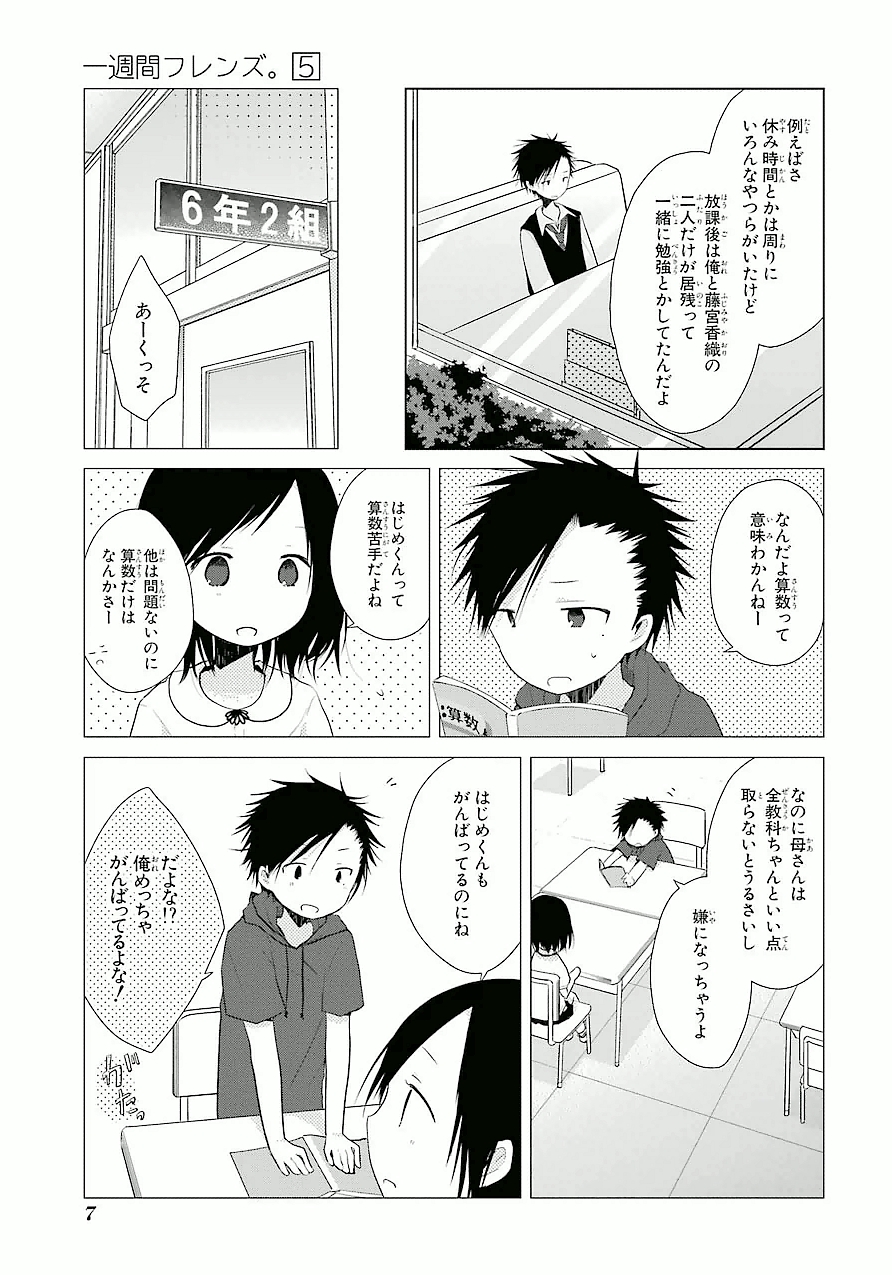 一週間フレンズ。5
例えばさ
休み時間とかは周りに
いろんなやつらがいたけど
放課後は俺と藤宮香織の
二人だけが居残って
一緒に勉強とかしてたんだよ
6年2組
あーくっそ
なんだよ算数って
意味わかんねー
算数
はじめくんって
算数苦手だよね
他は問題ないのに
算数だけは
なんかさー
なのに母さんは
全教科ちゃんといい点
取らないとうるさいし
嫌になっちゃうよ
はじめくんも
がんばってるのにね
だよな!?
俺めっちゃ
がんばってるよな!
ガタッ
7